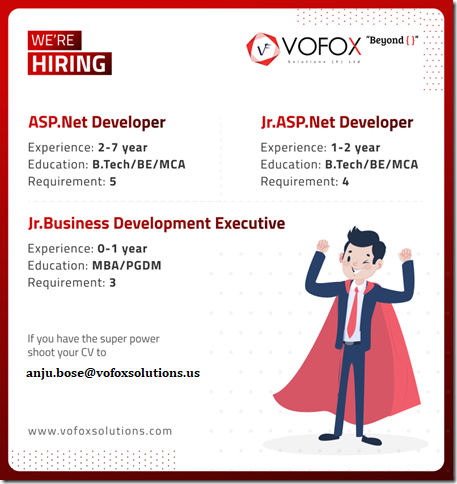 WE'RE
HIRING
VOFOX "Beyond { }"
Solutions (P) Ltd
ASP.Net Developer
Experience: 2-7 year
Education: B.Tech/BE/MCA
Requirement: 5
Jr.ASP.Net Developer
Experience: 1-2 year
Education: B.Tech/BE/MCA
Requirement: 4
Jr.Business Development Executive
Experience: 0-1 year
Education: MBA/PGDM
Requirement: 3
If you have the super power
shoot your CV to
anju.bose@vofoxsolutions.us
www.vofoxsolutions.com